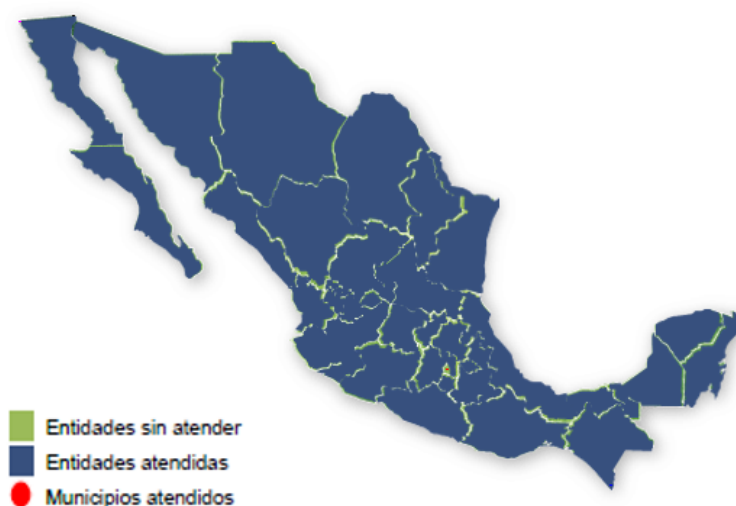 Entidades sin atender
Entidades atendidas
Municipios atendidos